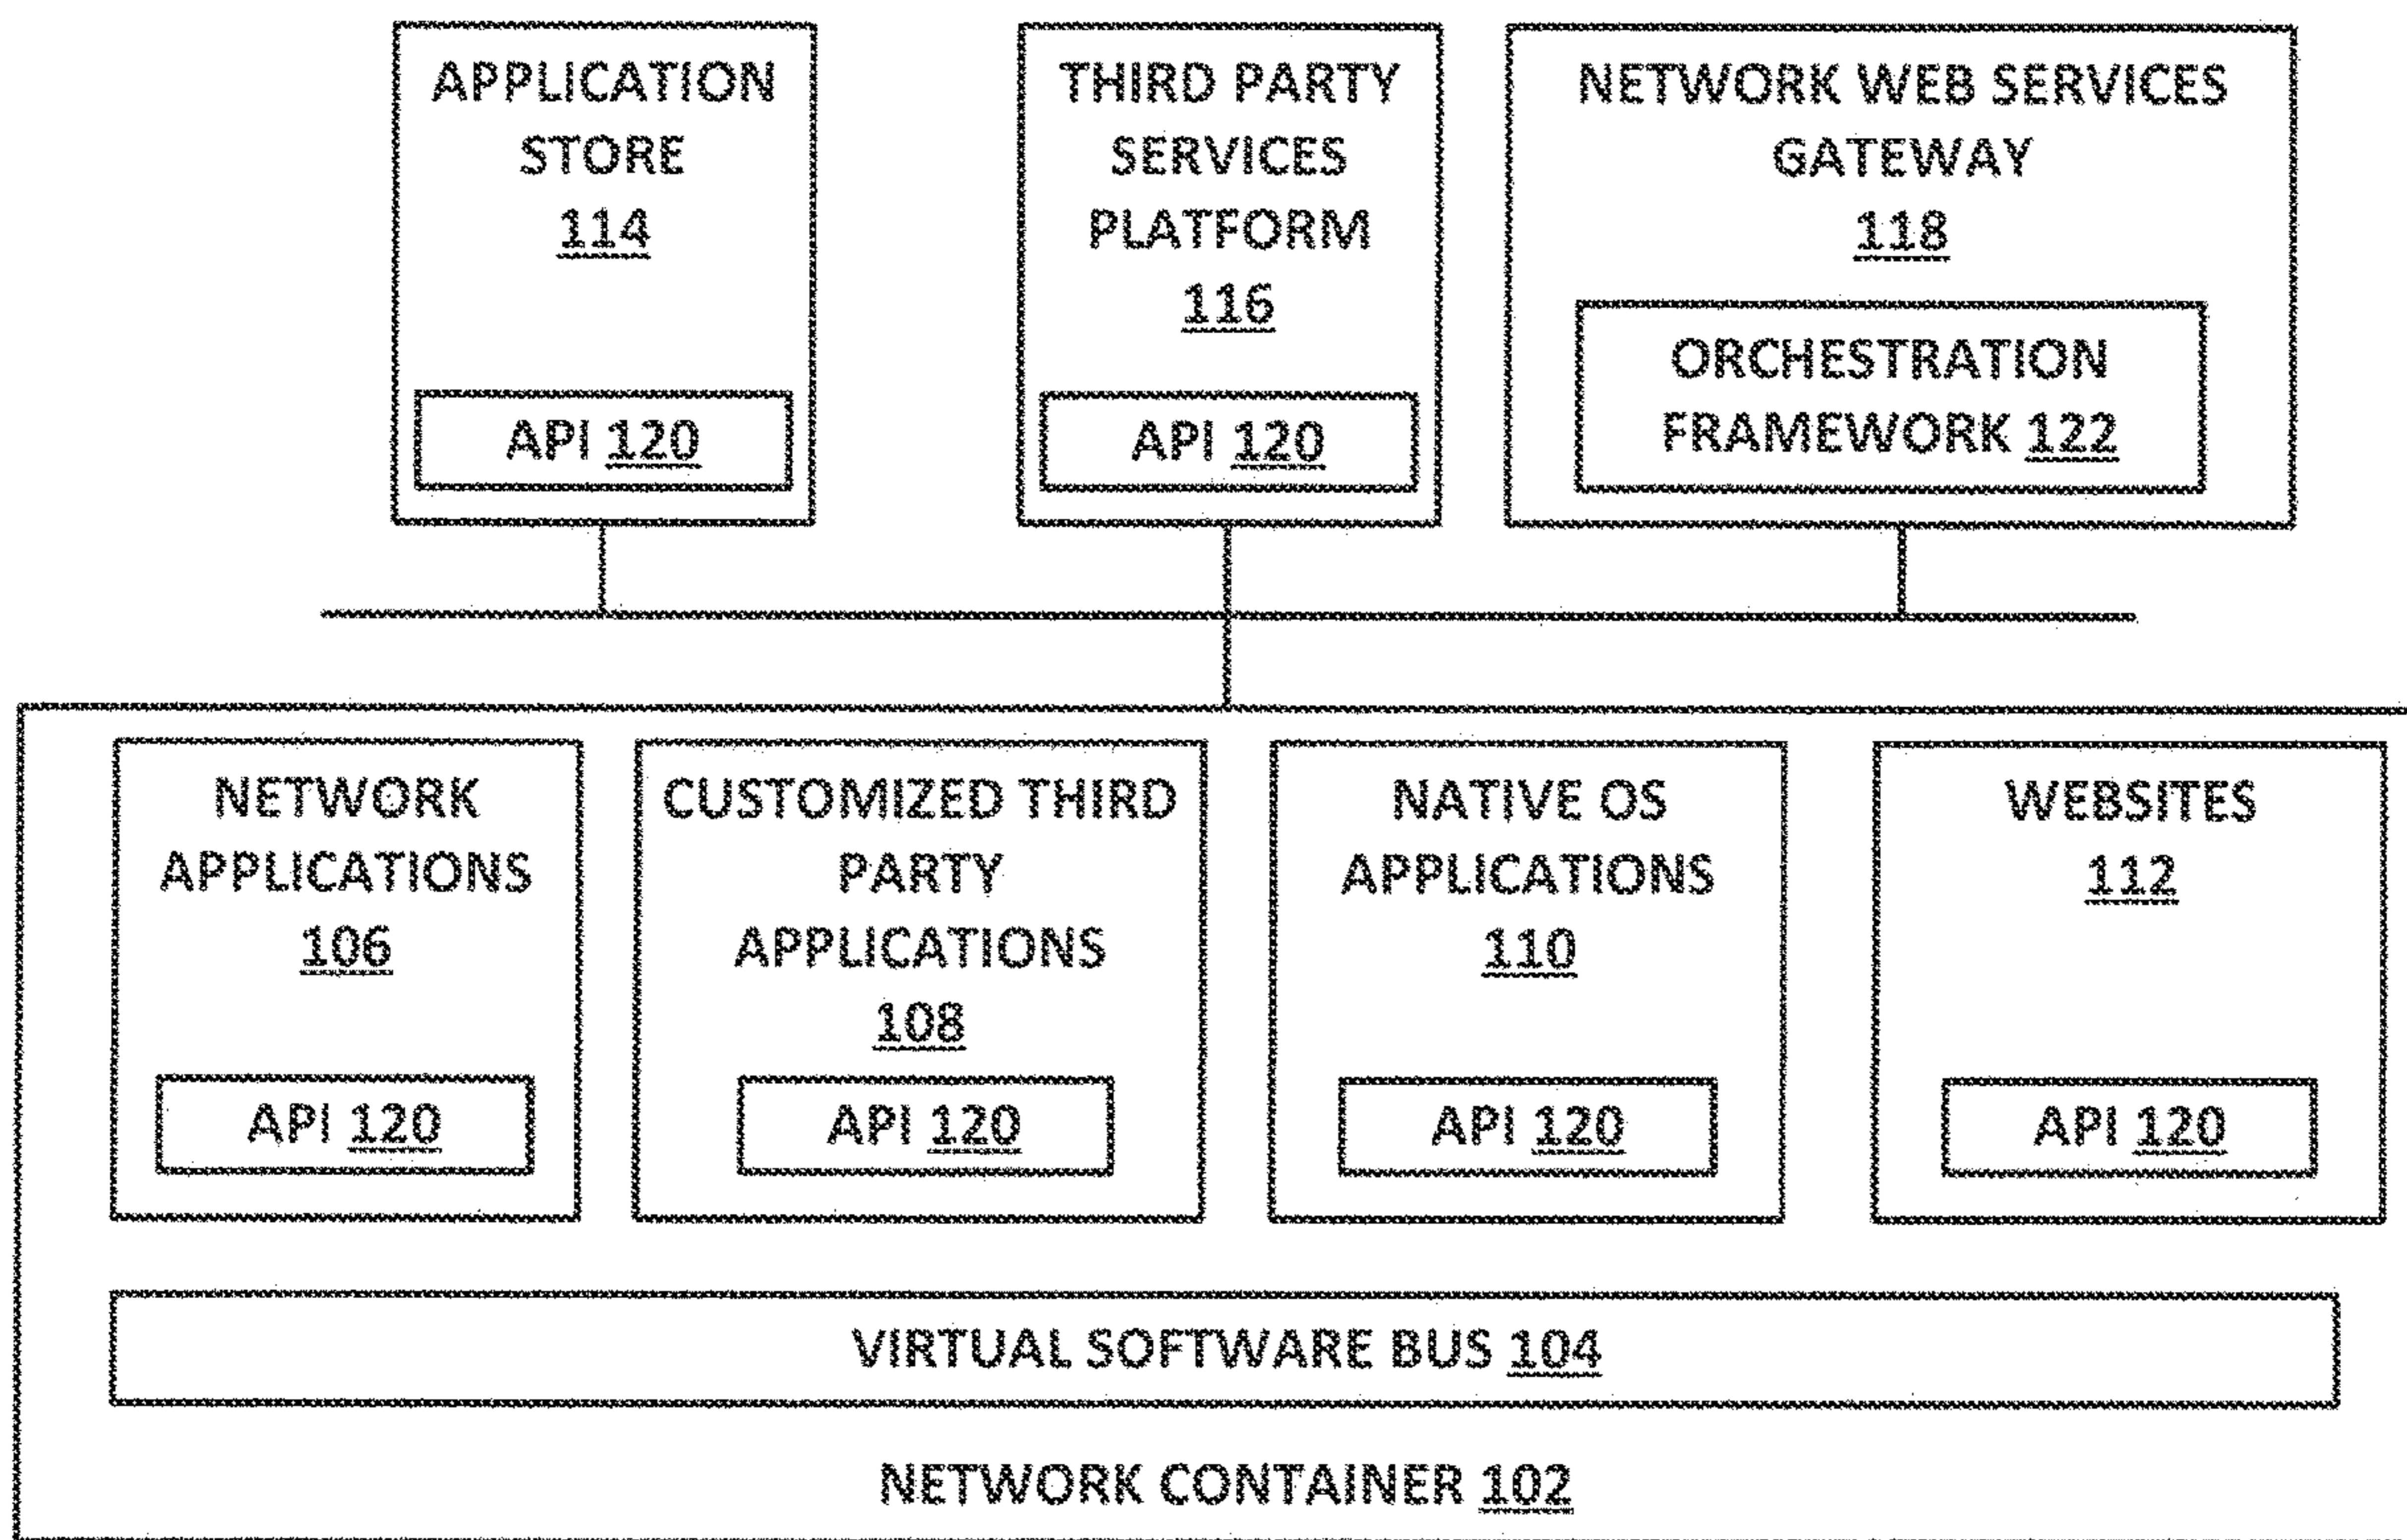 APPLICATION
STORE
114
API 120
THIRD PARTY
SERVICES
PLATFORM
116
API 120
NETWORK WEB SERVICES
GATEWAY
118
ORCHESTRATION
FRAMEWORK 122
NETWORK
APPLICATIONS
106
API 120
CUSTOMIZED THIRD
PARTY
APPLICATIONS
108
API 120
NATIVE OS
APPLICATIONS
110
API 120
WEBSITES
112
API 120
VIRTUAL SOFTWARE BUS 104
NETWORK CONTAINER 102